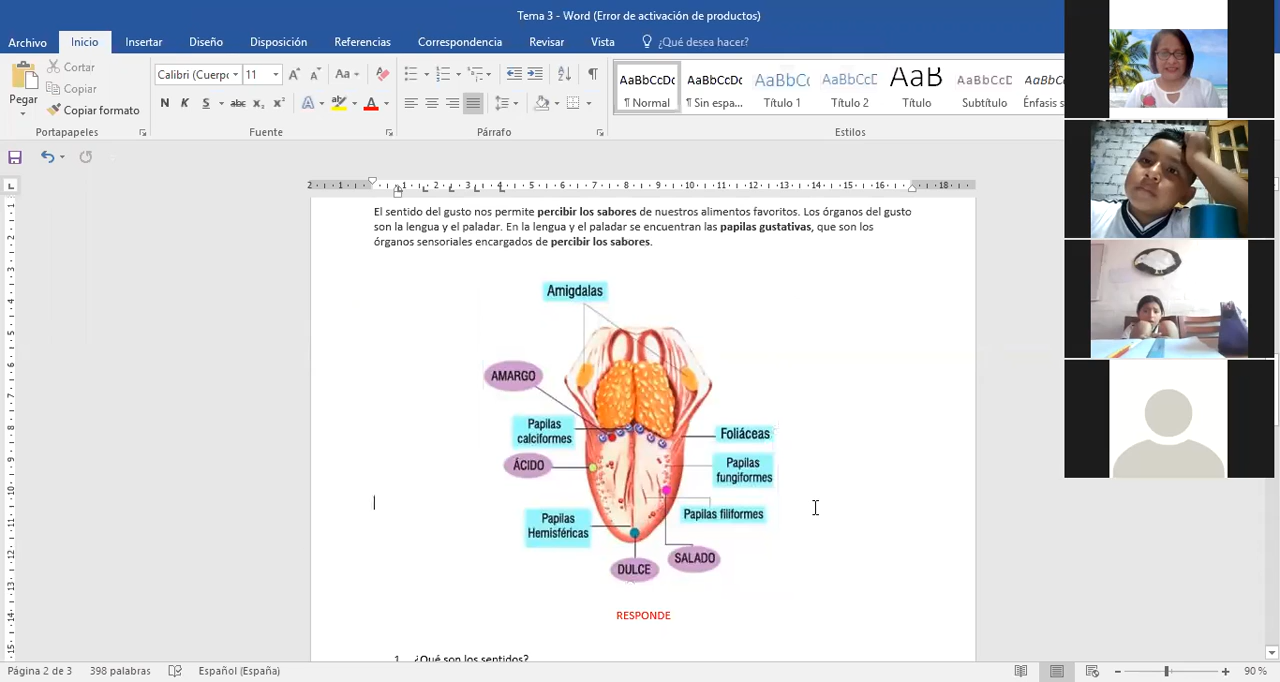 Tema 3 - Word (Error de activación de productos)
Archivo Inicio Insertar Diseño Disposición Referencias Correspondencia Revisar Vista ¿Qué desea hacer?
Pegar
Cortar
Copiar
Copiar formato
Portapapeles
Calibri (Cuerpo 11
N K S abc x₂ x²
Fuente
Párrafo
AaBbCcDc AaBbCcDc AaBbCc AaBbCcD AaB AaBbCcD AaBbCcDc
¶ Normal ¶ Sin espa... Título 1 Título 2 Título Subtítulo Énfasis s
Estilos
El sentido del gusto nos permite percibir los sabores de nuestros alimentos favoritos. Los órganos del gusto
son la lengua y el paladar. En la lengua y el paladar se encuentran las papilas gustativas, que son los
órganos sensoriales encargados de percibir los sabores.
Amigdalas
AMARGO
Papilas
calciformes
Foliáceas
ÁCIDO
Papilas
fungiformes
Papilas filiformes
Papilas
Hemisféricas
SALADO
DULCE
RESPONDE
1. ¿Qué son los sentidos?
Página 2 de 3 398 palabras Español (España) 90 %